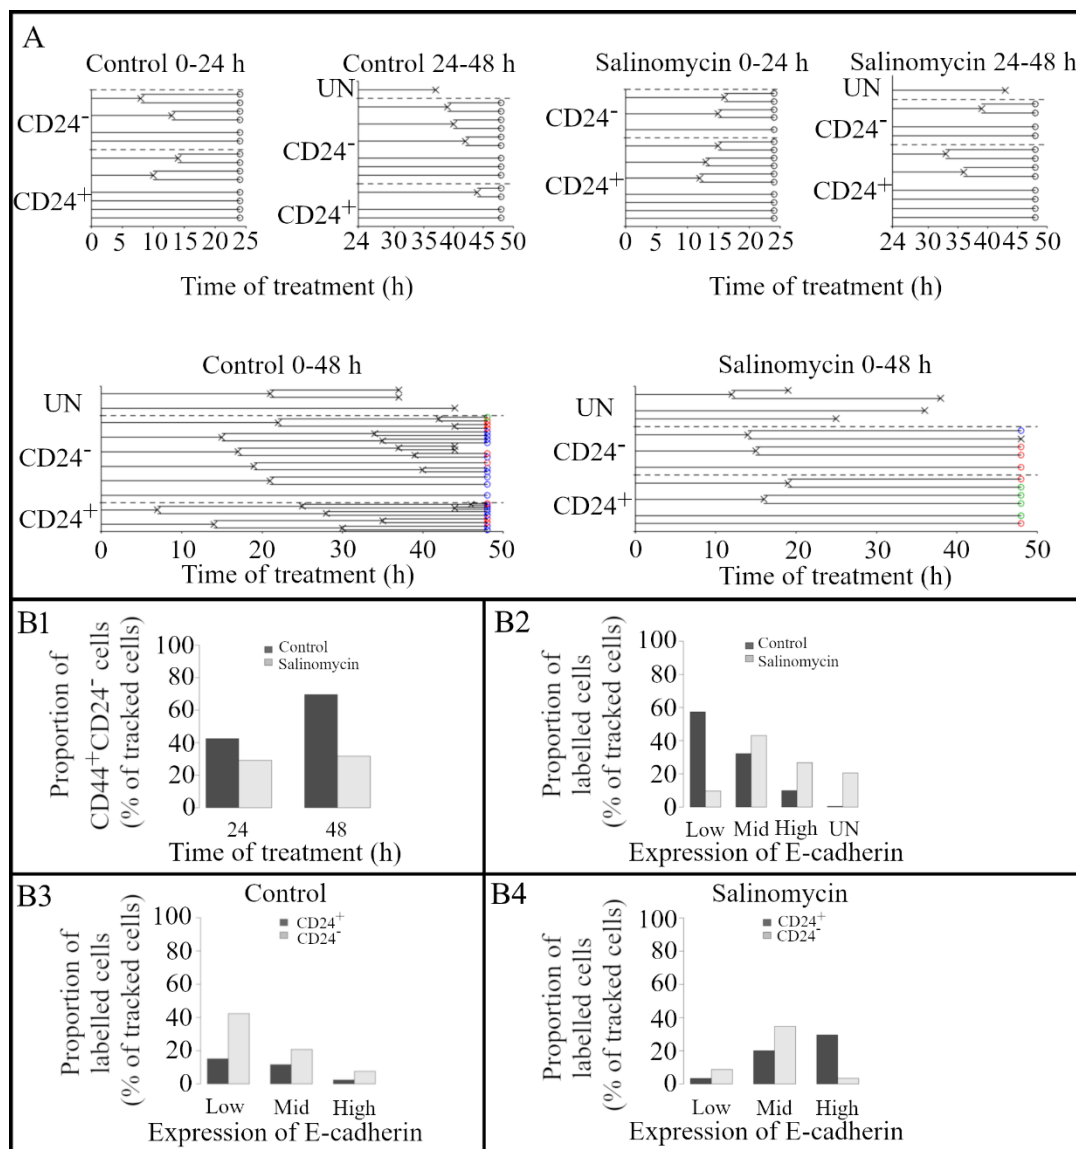 A
Control 0-24 h
CD24-
CD24+
0 5 10 15 20 25
Control 24-48 h
UN
CD24-
CD24+
24 30 35 40 45 50
Time of treatment (h)
Salinomycin 0-24 h
CD24-
CD24+
0 5 10 15 20 25
Salinomycin 24-48 h
UN
CD24-
CD24+
24 30 35 40 45 50
Time of treatment (h)
Control 0-48 h
UN
CD24-
CD24+
0 10 20 30 40 50
Time of treatment (h)
Salinomycin 0-48 h
UN
CD24-
CD24+
0 10 20 30 40 50
Time of treatment (h)
B1
Proportion of
CD44+CD24- cells
(% of tracked cells)
100
80
60
40
20
0
Control
Salinomycin
24 48
Time of treatment (h)
B2
Proportion of
labelled cells
(% of tracked cells)
100
80
60
40
20
0
Control
Salinomycin
Low Mid High UN
Expression of E-cadherin
B3
Control
Proportion of
labelled cells
(% of tracked cells)
100
80
60
40
20
0
CD24+
CD24-
Low Mid High
Expression of E-cadherin
B4
Salinomycin
Proportion of
labelled cells
(% of tracked cells)
100
80
60
40
20
0
CD24+
CD24-
Low Mid High
Expression of E-cadherin